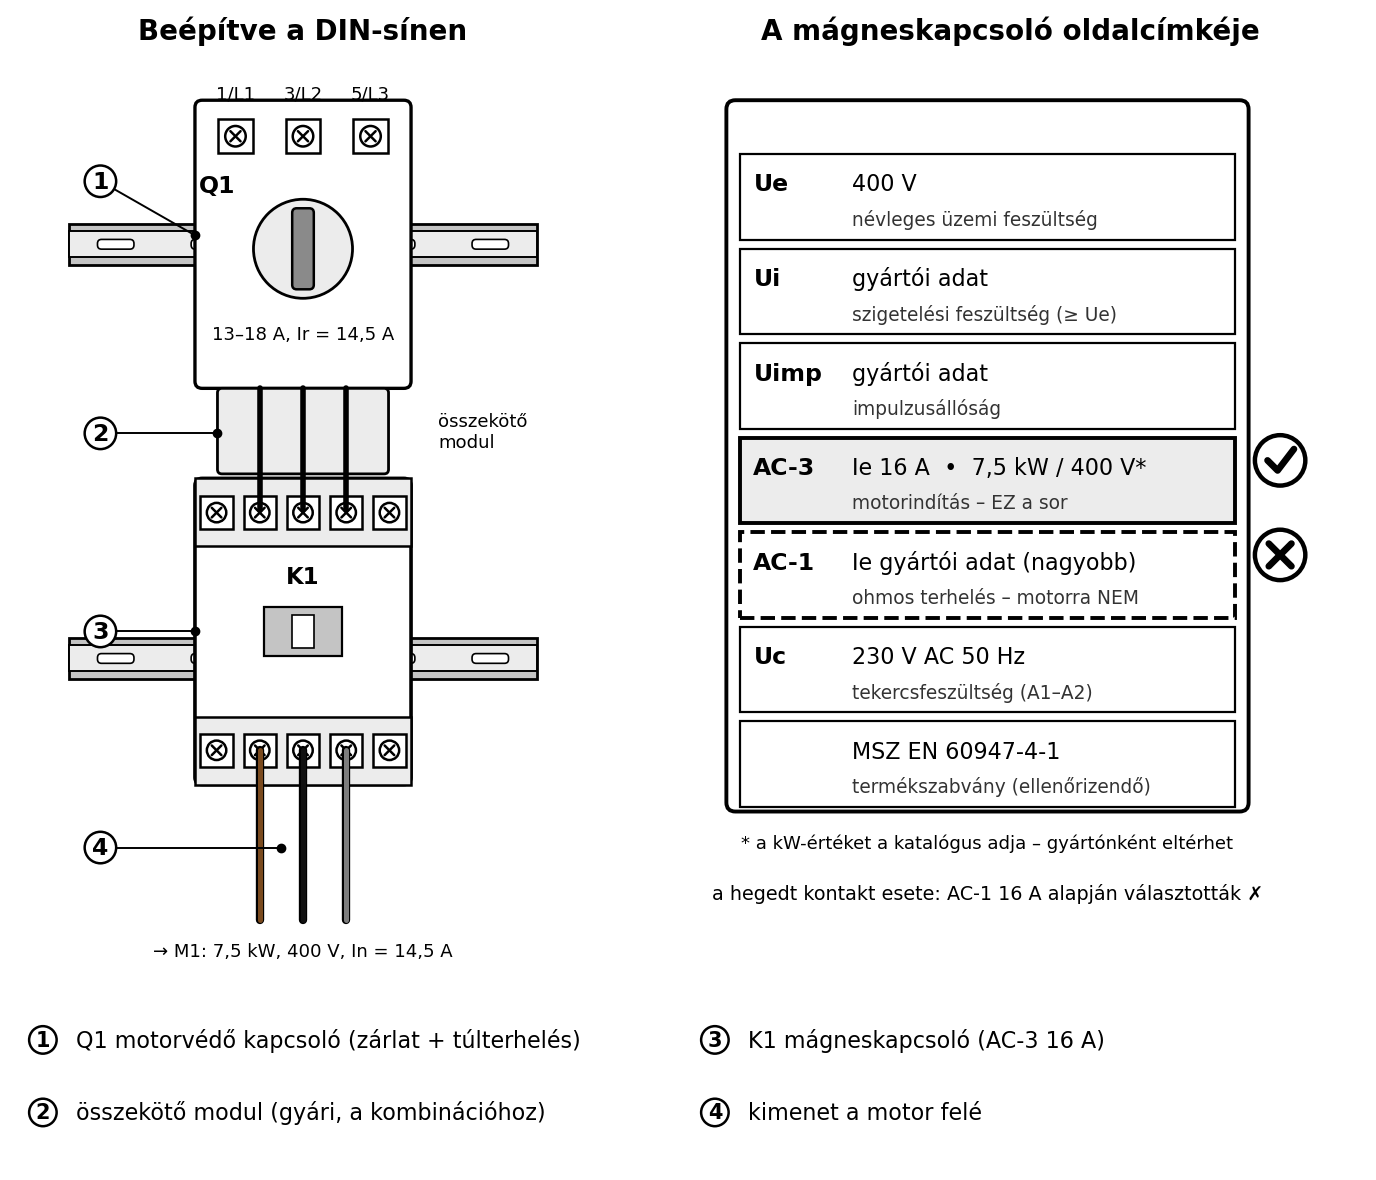 Beépítve a DIN-sínen
1/L1 3/L2 5/L3
1
Q1
13–18 A, Ir = 14,5 A
2
összekötő
modul
K1
3
4
→ M1: 7,5 kW, 400 V, In = 14,5 A
A mágneskapcsoló oldalcímkéje
Ue 400 V
névleges üzemi feszültség
Ui gyártói adat
szigetelési feszültség (≥ Ue)
Uimp gyártói adat
impulzusállóság
AC-3 Ie 16 A • 7,5 kW / 400 V*
motorindítás – EZ a sor
AC-1 Ie gyártói adat (nagyobb)
ohmos terhelés – motorra NEM
Uc 230 V AC 50 Hz
tekercsfeszültség (A1–A2)
MSZ EN 60947-4-1
termékszabvány (ellenőrizendő)
* a kW-értéket a katalógus adja – gyártónként eltérhet
a hegedt kontakt esete: AC-1 16 A alapján választották ✗
1 Q1 motorvédő kapcsoló (zárlat + túlterhelés)
2 összekötő modul (gyári, a kombinációhoz)
3 K1 mágneskapcsoló (AC-3 16 A)
4 kimenet a motor felé